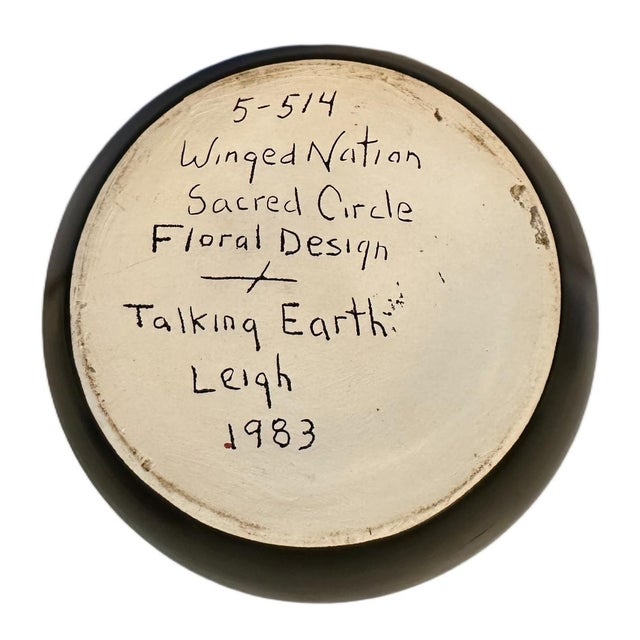 5-514
Winged Nation
Sacred Circle
Floral Design
Talking Earth
Leigh
1983